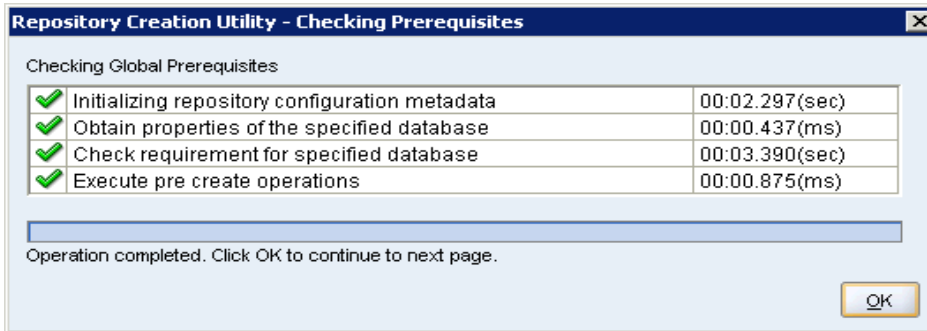 Repository Creation Utility - Checking Prerequisites
Checking Global Prerequisites
Initializing repository configuration metadata 00:02.297(sec)
Obtain properties of the specified database 00:00.437(ms)
Check requirement for specified database 00:03.390(sec)
Execute pre create operations 00:00.875(ms)
Operation completed. Click OK to continue to next page.
OK